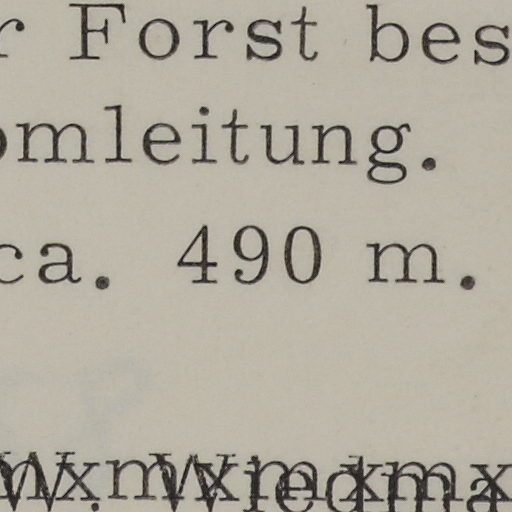 r Forst bes
omleitung.
ca. 490 m.